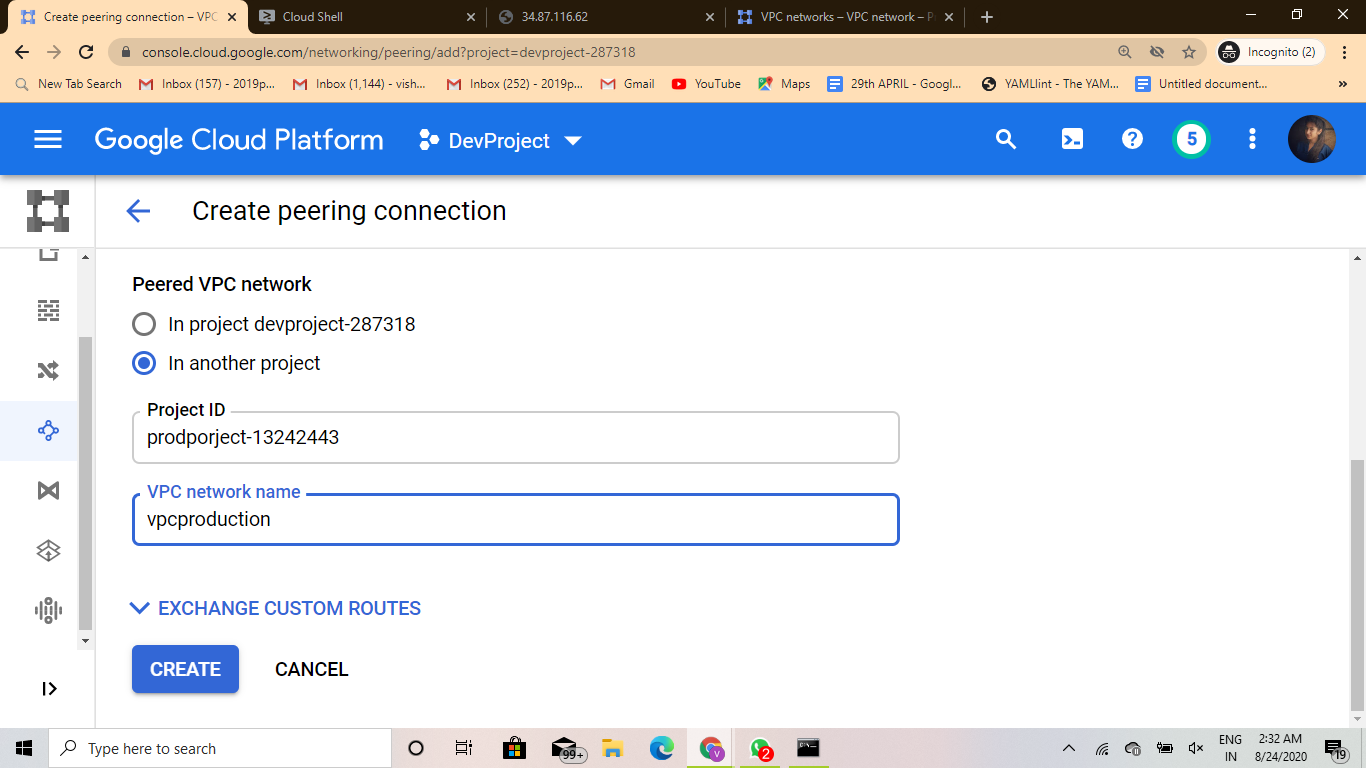 Create peering connection – VPC
Cloud Shell
34.87.116.62
VPC networks – VPC network – P
console.cloud.google.com/networking/peering/add?project=devproject-287318
Incognito (2)
New Tab Search
Inbox (157) - 2019p...
Inbox (1,144) - vish...
Inbox (252) - 2019p...
Gmail
YouTube
Maps
29th APRIL - Googl...
YAMLlint - The YAM...
Untitled document...
»
Google Cloud Platform
DevProject
5
Create peering connection
Peered VPC network
In project devproject-287318
In another project
Project ID
prodporject-13242443
VPC network name
vpcproduction
EXCHANGE CUSTOM ROUTES
CREATE
CANCEL
Type here to search
99+
V
2
ENG
IN
2:32 AM
8/24/2020
19